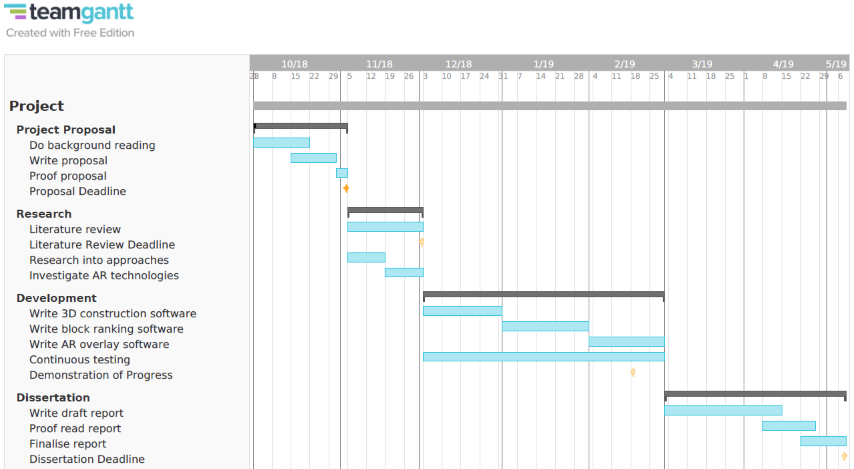 teamgantt
Created with Free Edition
10/18 11/18 12/18 1/19 2/19 3/19 4/19 5/19
8 15 22 29 5 12 19 26 3 10 17 24 31 7 14 21 28 4 11 18 25 4 11 18 25 1 8 15 22 29 6
Project
Project Proposal
Do background reading
Write proposal
Proof proposal
Proposal Deadline
Research
Literature review
Literature Review Deadline
Research into approaches
Investigate AR technologies
Development
Write 3D construction software
Write block ranking software
Write AR overlay software
Continuous testing
Demonstration of Progress
Dissertation
Write draft report
Proof read report
Finalise report
Dissertation Deadline